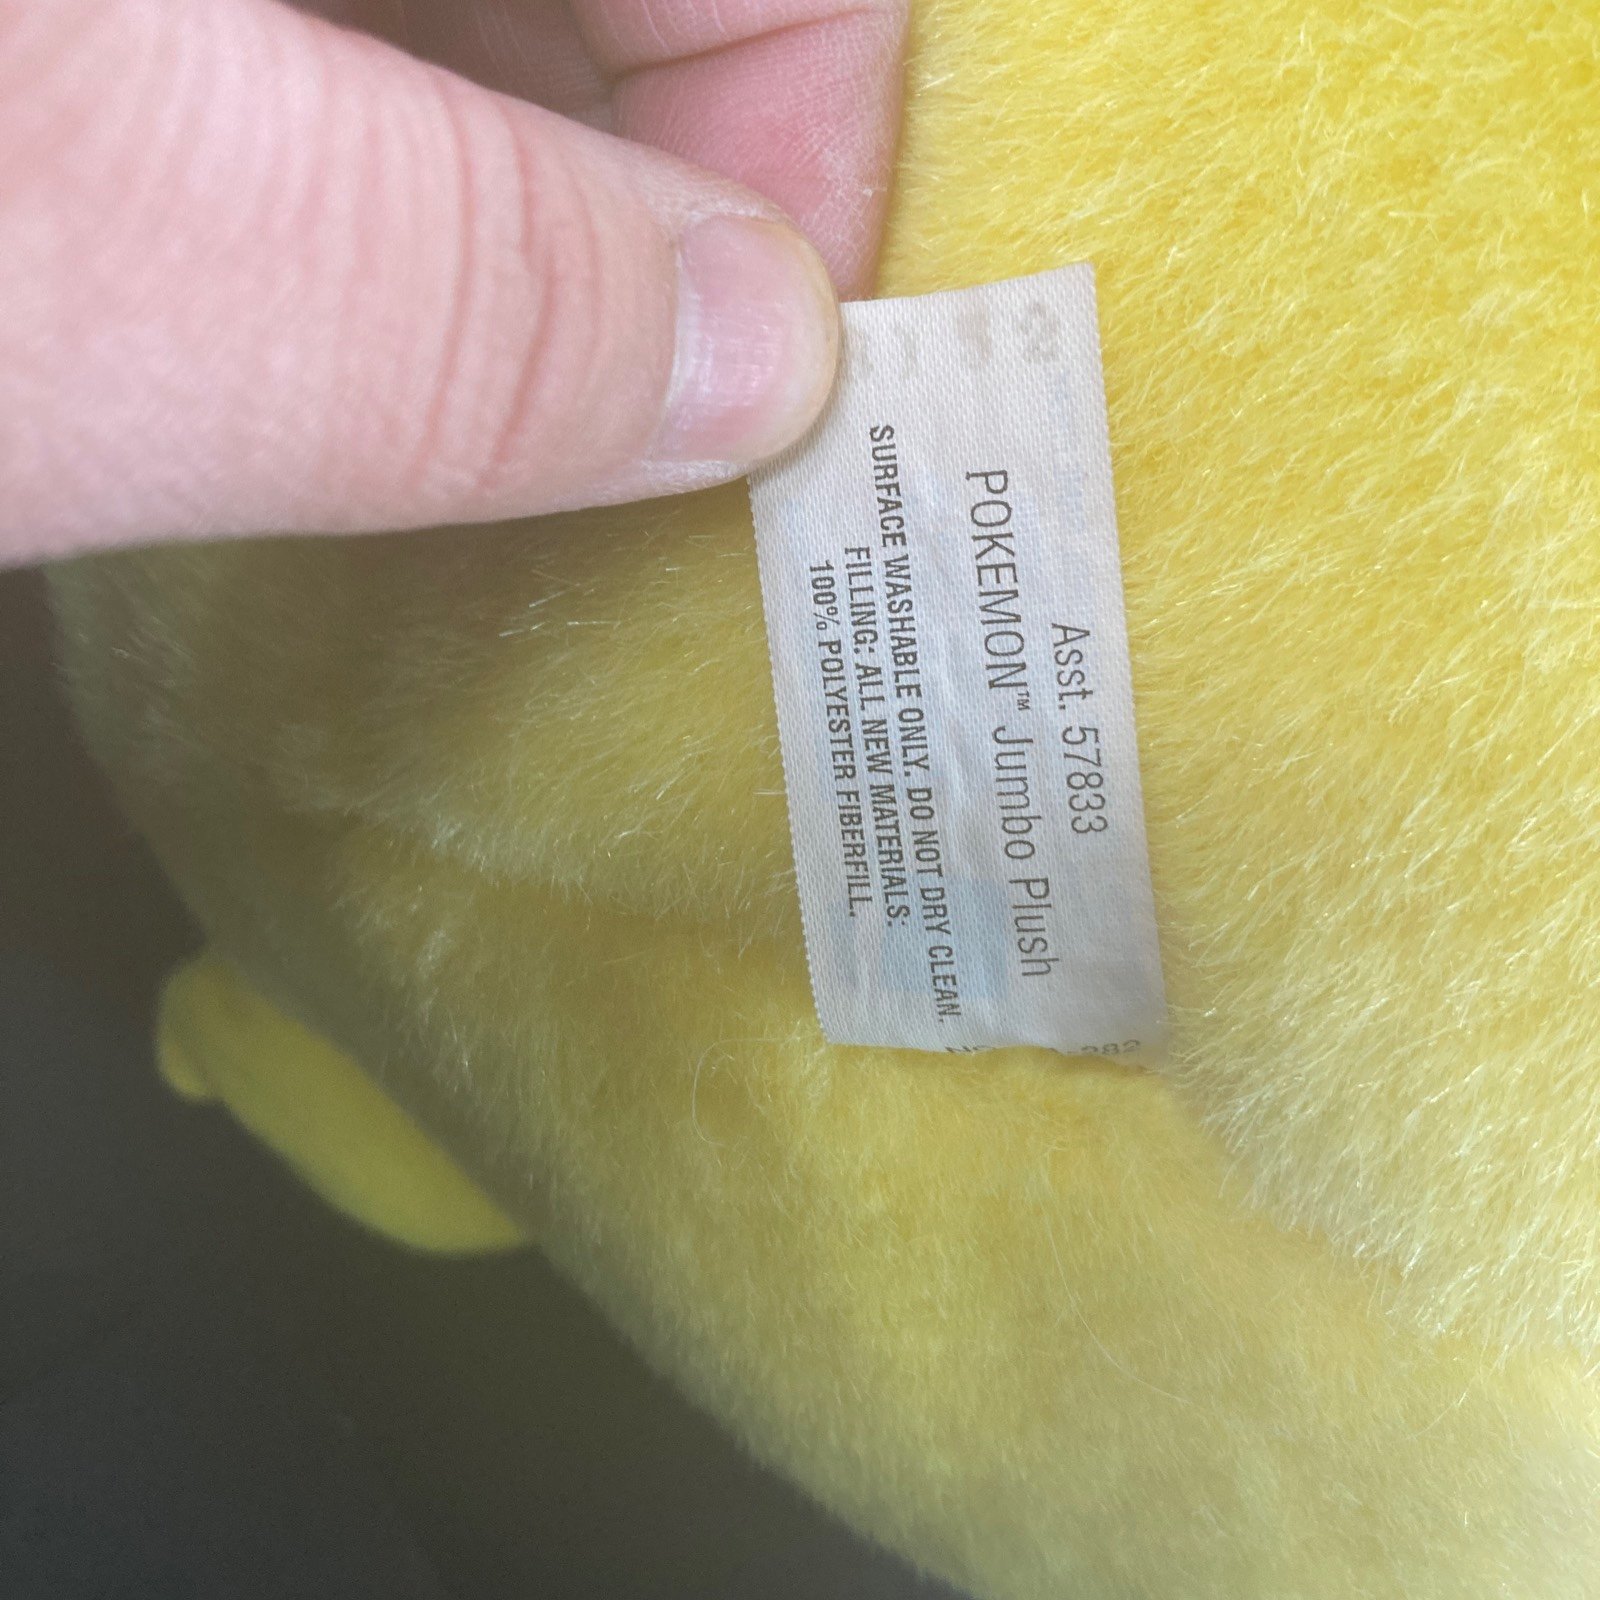 Asst. 57833
POKEMON™ Jumbo Plush
SURFACE WASHABLE ONLY. DO NOT DRY CLEAN.
FILLING: ALL NEW MATERIALS:
100% POLYESTER FIBERFILL.